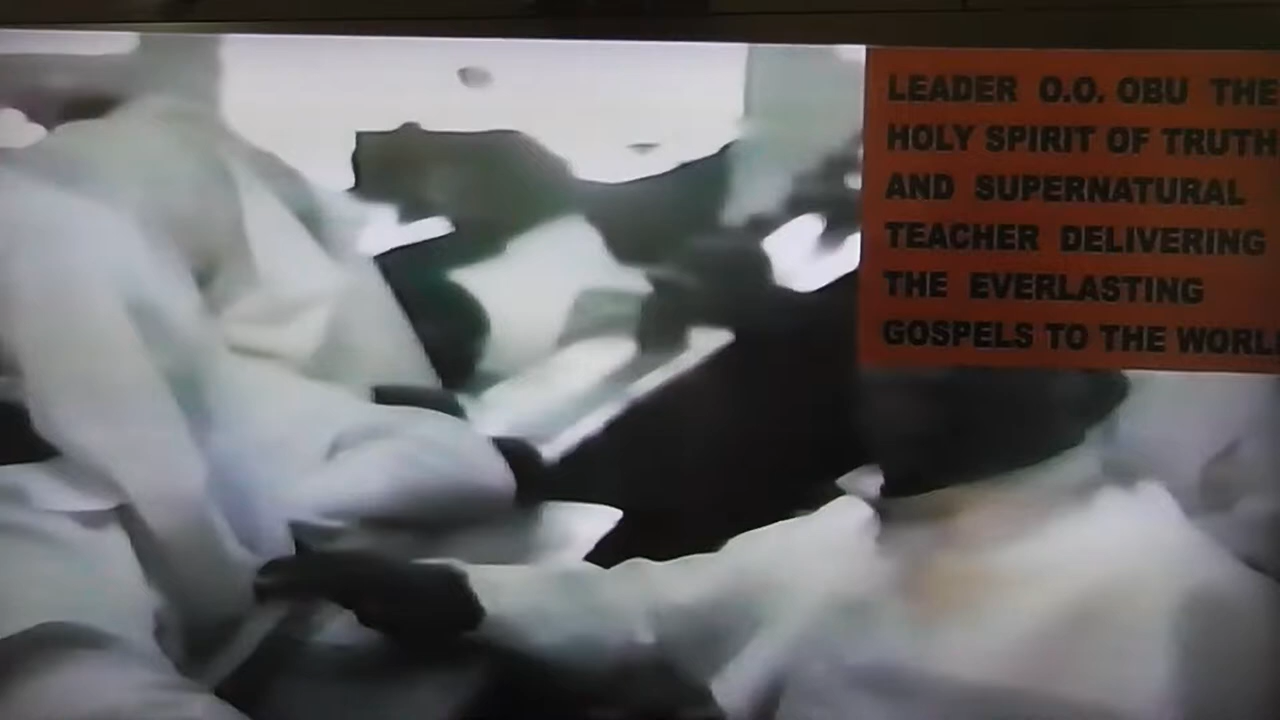 LEADER O.O. OBU THE
HOLY SPIRIT OF TRUTH
AND SUPERNATURAL
TEACHER DELIVERING
THE EVERLASTING
GOSPELS TO THE WORL